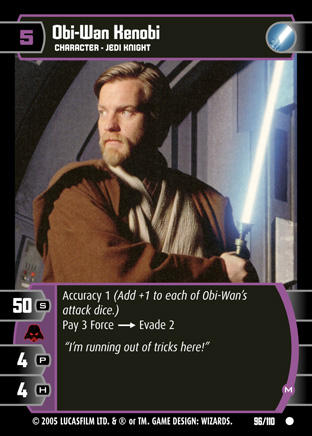 5
Obi-Wan Kenobi
CHARACTER - JEDI KNIGHT
50 S
4 P
4 H
Accuracy 1 (Add +1 to each of Obi-Wan's
attack dice.)
Pay 3 Force → Evade 2
"I'm running out of tricks here!"
M
© 2005 LUCASFILM LTD. & ® or TM. GAME DESIGN: WIZARDS.
96/110